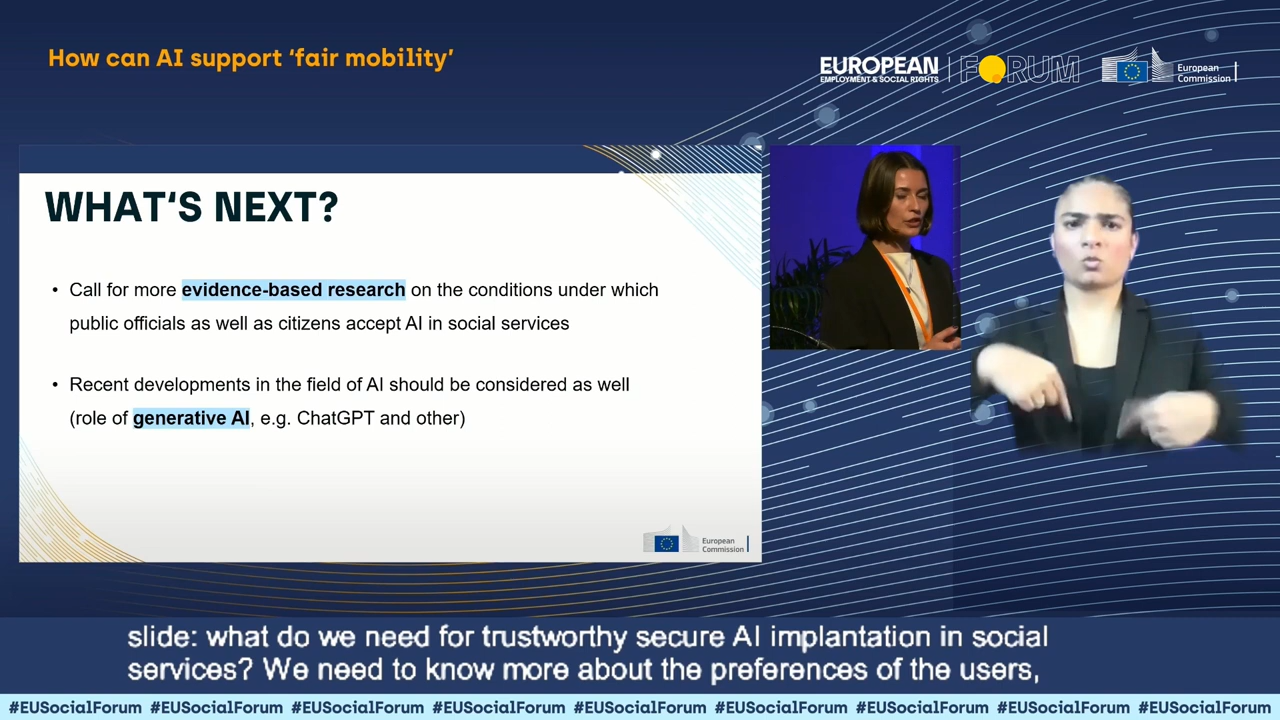 How can AI support ‘fair mobility’
EUROPEAN
EMPLOYMENT & SOCIAL RIGHTS
FORUM
European
Commission
WHAT‘S NEXT?
• Call for more evidence-based research on the conditions under which
public officials as well as citizens accept AI in social services
• Recent developments in the field of AI should be considered as well
(role of generative AI, e.g. ChatGPT and other)
European
Commission
slide: what do we need for trustworthy secure AI implantation in social
services? We need to know more about the preferences of the users,
#EUSocialForum #EUSocialForum #EUSocialForum #EUSocialForum #EUSocialForum #EUSocialForum #EUSocialForum #EUSocialForum #EUSocialForum